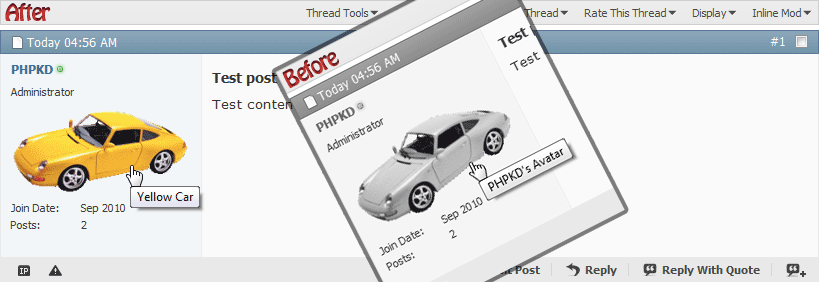 After
Thread Tools
Thread
Rate This Thread
Display
Inline Mod
Today 04:56 AM
#1
PHPKD
Administrator
Test post
Test conten
Yellow Car
Join Date: Sep 2010
Posts: 2
Before
Today 04:56 AM
PHPKD
Administrator
Test
Test
PHPKD's Avatar
Join Date: Sep 2010
Posts: 2
IP
Post
Reply
Reply With Quote